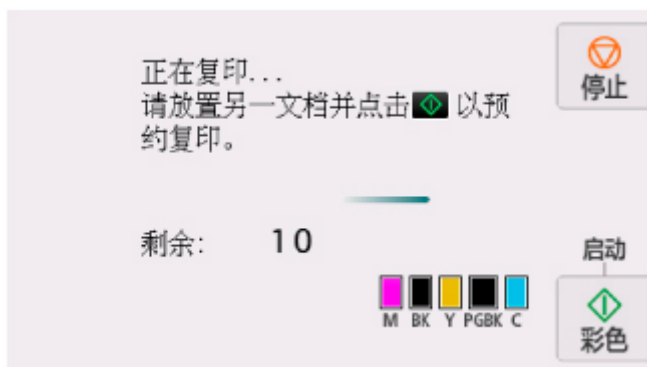 正在复印...
停止
请放置另一文档并点击 以预
约复印。
剩余: 10
启动
M BK Y PGBK C
彩色